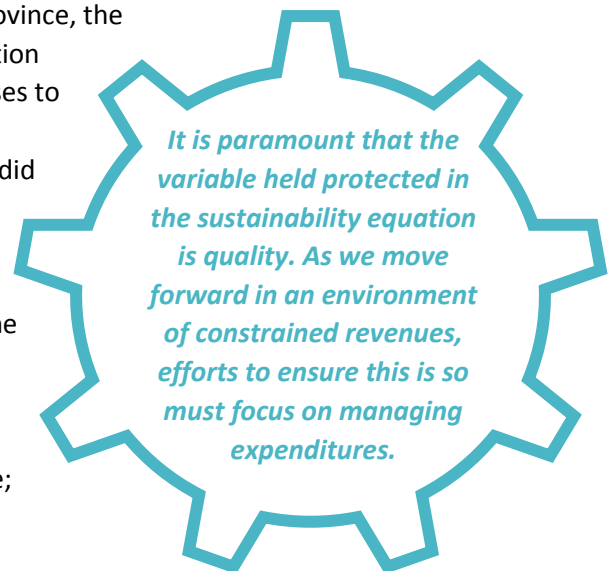 ovince, the
tion
ses to
did
ne
e;
It is paramount that the
variable held protected in
the sustainability equation
is quality. As we move
forward in an environment
of constrained revenues,
efforts to ensure this is so
must focus on managing
expenditures.